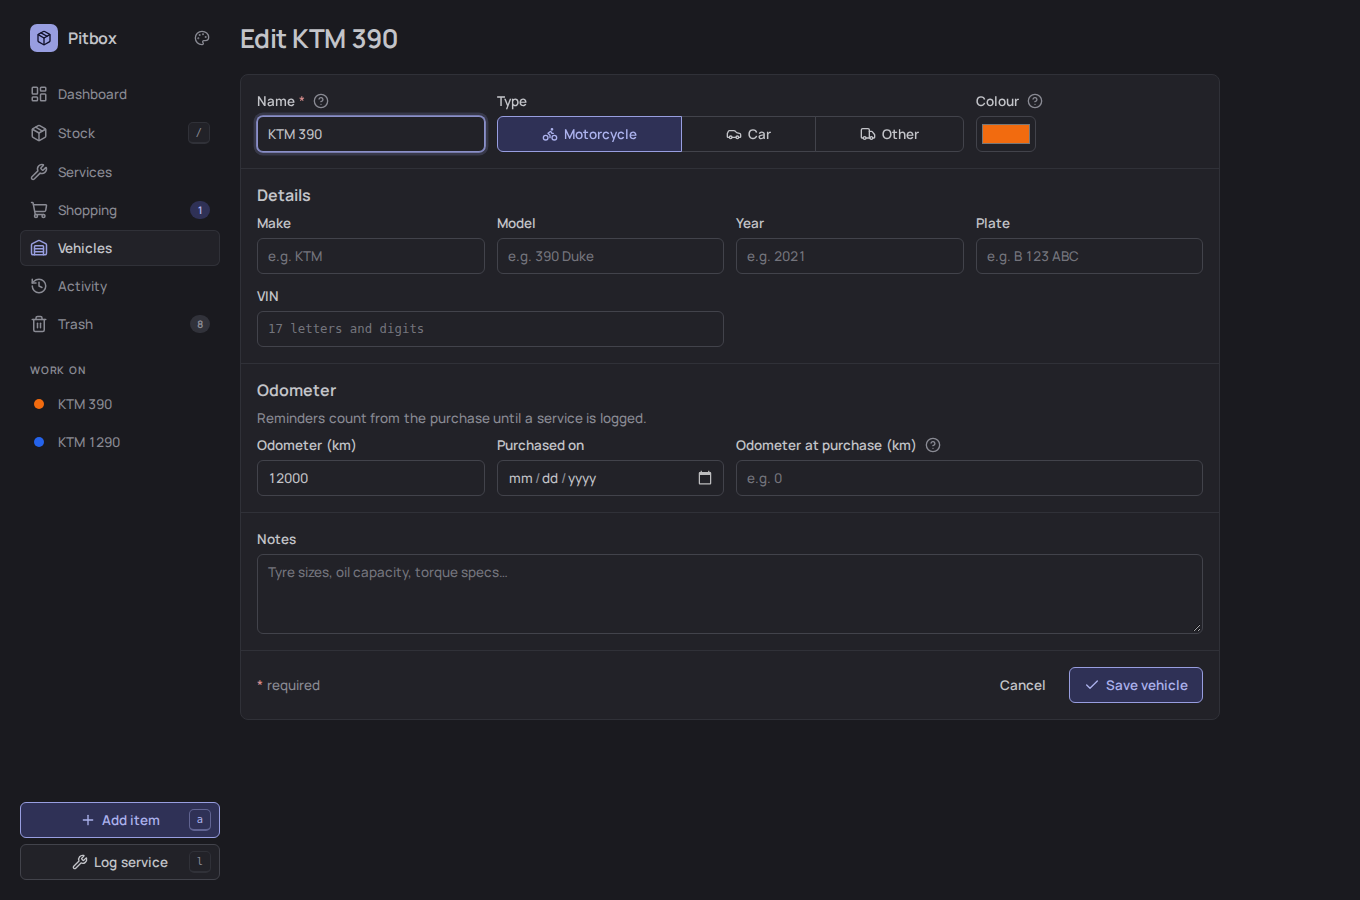 Pitbox
Dashboard
Stock /
Services
Shopping 1
Vehicles
Activity
Trash 8
WORK ON
KTM 390
KTM 1290
Add item a
Log service l
Edit KTM 390
Name * ? Type Colour ?
KTM 390 Motorcycle Car Other
Details
Make Model Year Plate
e.g. KTM e.g. 390 Duke e.g. 2021 e.g. B 123 ABC
VIN
17 letters and digits
Odometer
Reminders count from the purchase until a service is logged.
Odometer (km) Purchased on Odometer at purchase (km) ?
12000 mm/dd/yyyy e.g. 0
Notes
Tyre sizes, oil capacity, torque specs…
* required Cancel Save vehicle